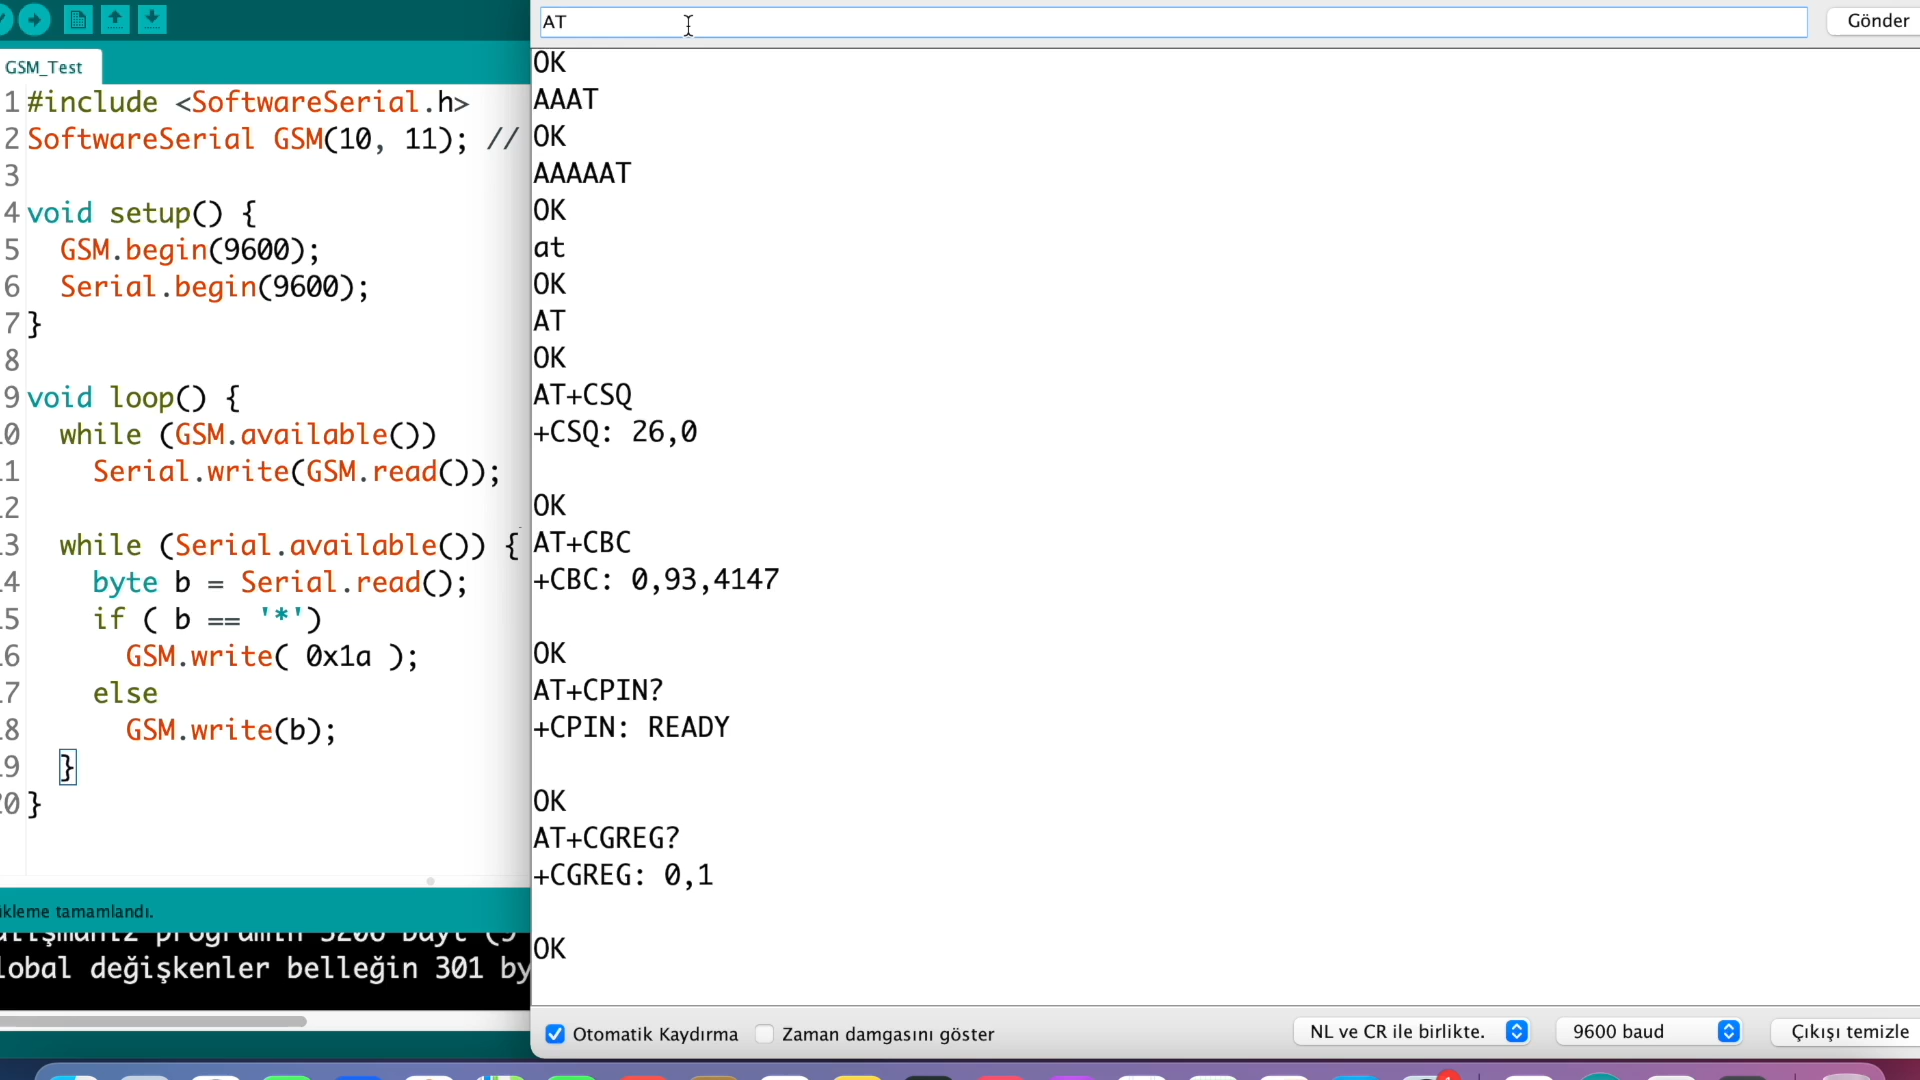 AT
Gönder
GSM_Test
1 #include <SoftwareSerial.h>
2 SoftwareSerial GSM(10, 11); //
3
4 void setup() {
5 GSM.begin(9600);
6 Serial.begin(9600);
7 }
8
9 void loop() {
0 while (GSM.available())
1 Serial.write(GSM.read());
2
3 while (Serial.available()) {
4 byte b = Serial.read();
5 if ( b == '*')
6 GSM.write( 0x1a );
7 else
8 GSM.write(b);
9 }
0 }
kleme tamamlandı.
programın
lobal değişkenler belleğin 301 by
OK
AAAT
OK
AAAAAT
OK
at
OK
AT
OK
AT+CSQ
+CSQ: 26,0
OK
AT+CBC
+CBC: 0,93,4147
OK
AT+CPIN?
+CPIN: READY
OK
AT+CGREG?
+CGREG: 0,1
OK
Otomatik Kaydırma
Zaman damgasını göster
NL ve CR ile birlikte.
9600 baud
Çıkışı temizle